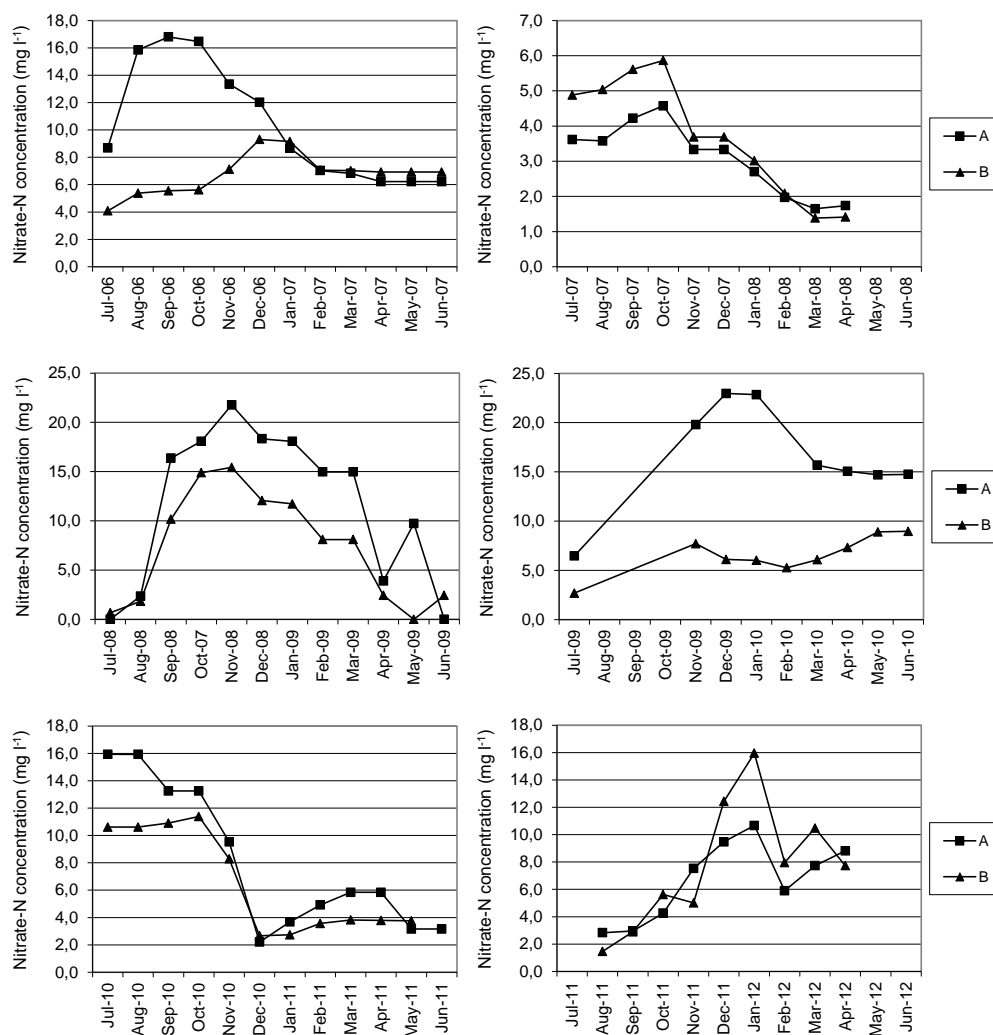 Nitrate-N concentration (mg l-1)
18,0
16,0
14,0
12,0
10,0
8,0
6,0
4,0
2,0
0,0
Jul-06
Aug-06
Sep-06
Oct-06
Nov-06
Dec-06
Jan-07
Feb-07
Mar-07
Apr-07
May-07
Jun-07
Nitrate-N concentration (mg l-1)
7,0
6,0
5,0
4,0
3,0
2,0
1,0
0,0
Jul-07
Aug-07
Sep-07
Oct-07
Nov-07
Dec-07
Jan-08
Feb-08
Mar-08
Apr-08
May-08
Jun-08
A
B
Nitrate-N concentration (mg l-1)
25,0
20,0
15,0
10,0
5,0
0,0
Jul-08
Aug-08
Sep-08
Oct-07
Nov-08
Dec-08
Jan-09
Feb-09
Mar-09
Apr-09
May-09
Jun-09
Nitrate-N concentration (mg l-1)
25,0
20,0
15,0
10,0
5,0
0,0
Jul-09
Aug-09
Sep-09
Oct-09
Nov-09
Dec-09
Jan-10
Feb-10
Mar-10
Apr-10
May-10
Jun-10
A
B
Nitrate-N concentration (mg l-1)
18,0
16,0
14,0
12,0
10,0
8,0
6,0
4,0
2,0
0,0
Jul-10
Aug-10
Sep-10
Oct-10
Nov-10
Dec-10
Jan-11
Feb-11
Mar-11
Apr-11
May-11
Jun-11
Nitrate-N concentration (mg l-1)
18,0
16,0
14,0
12,0
10,0
8,0
6,0
4,0
2,0
0,0
Jul-11
Aug-11
Sep-11
Oct-11
Nov-11
Dec-11
Jan-12
Feb-12
Mar-12
Apr-12
May-12
Jun-12
A
B